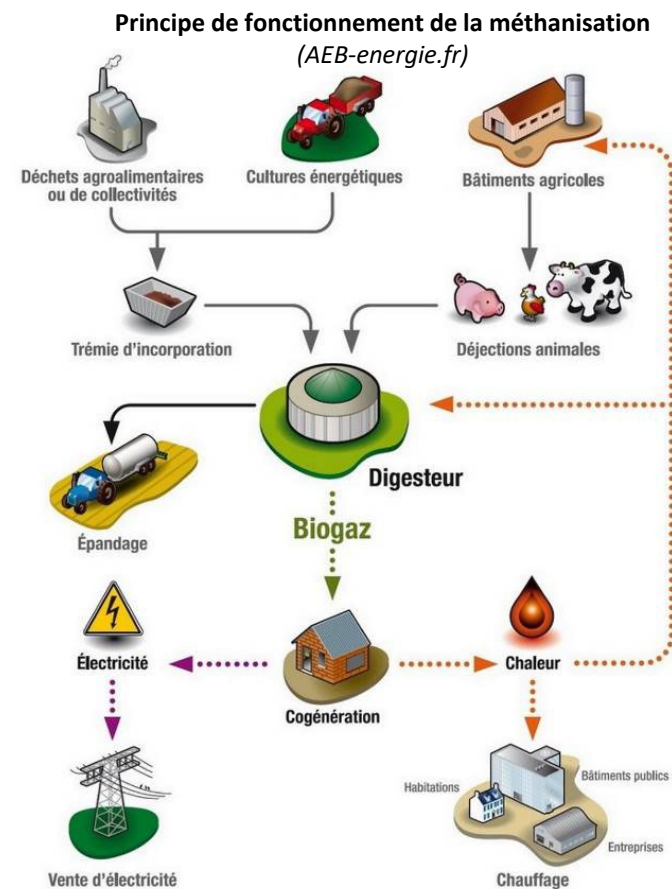 Principe de fonctionnement de la méthanisation
(AEB-energie.fr)
Déchets agroalimentaires
ou de collectivités
Cultures énergétiques
Bâtiments agricoles
Trémie d'incorporation
Déjections animales
Digesteur
Épandage
Biogaz
Électricité
Cogénération
Chaleur
Habitations
Bâtiments publics
Entreprises
Vente d'électricité
Chauffage